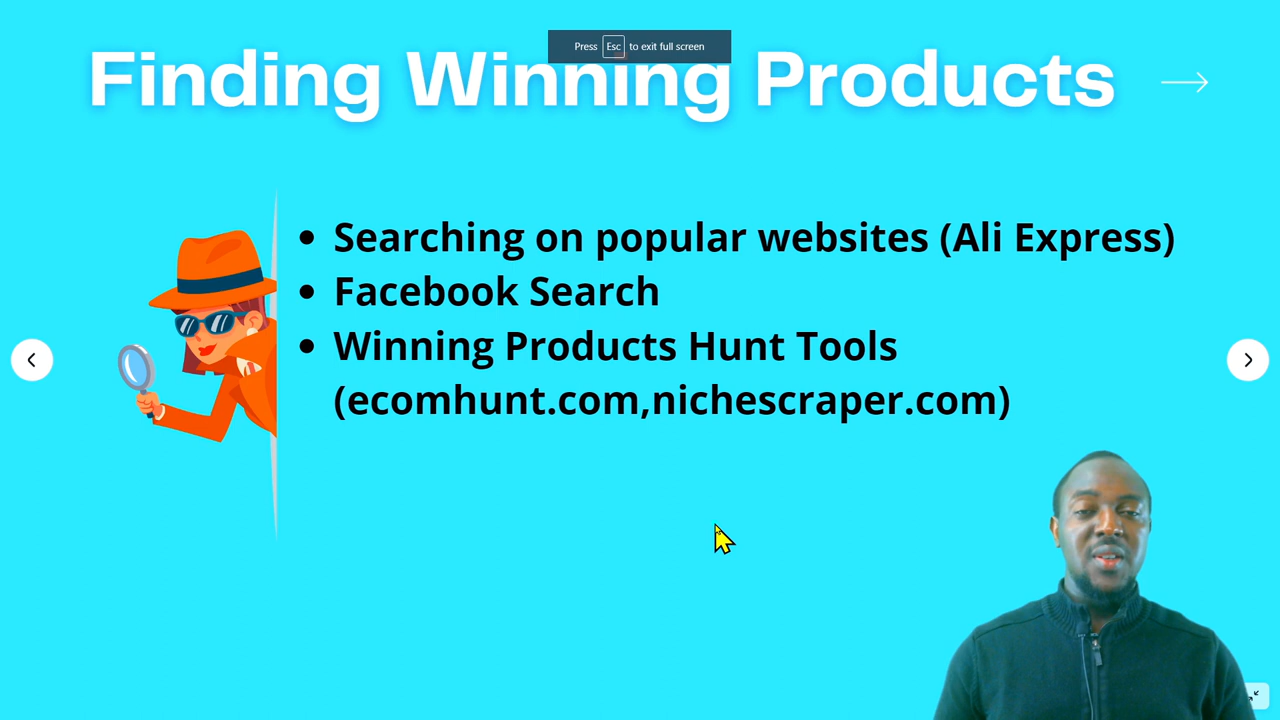 Press Esc to exit full screen
Finding Winning Products
• Searching on popular websites (Ali Express)
• Facebook Search
• Winning Products Hunt Tools
(ecomhunt.com,nichescraper.com)